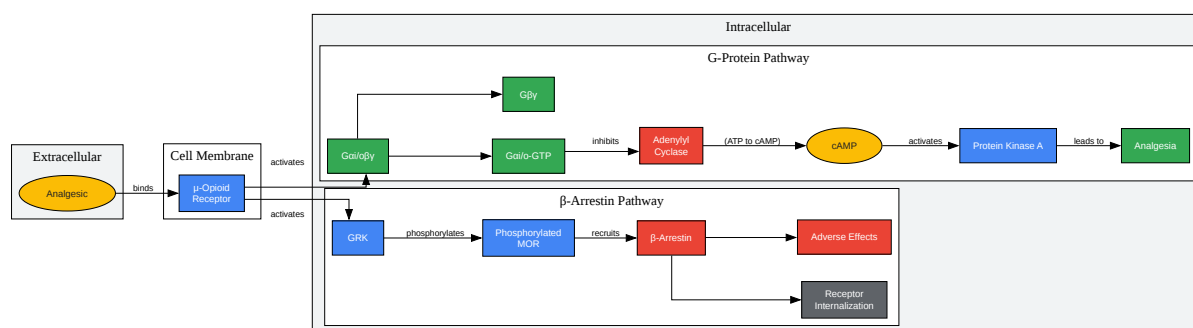 Intracellular
G-Protein Pathway
Gβγ
Gαi/oβγ
Gαi/o-GTP
inhibits
Adenylyl
Cyclase
(ATP to cAMP)
cAMP
activates
Protein Kinase A
leads to
Analgesia
Extracellular
Analgesic
binds
Cell Membrane
μ-Opioid
Receptor
activates
activates
β-Arrestin Pathway
GRK
phosphorylates
Phosphorylated
MOR
recruits
β-Arrestin
Adverse Effects
Receptor
Internalization